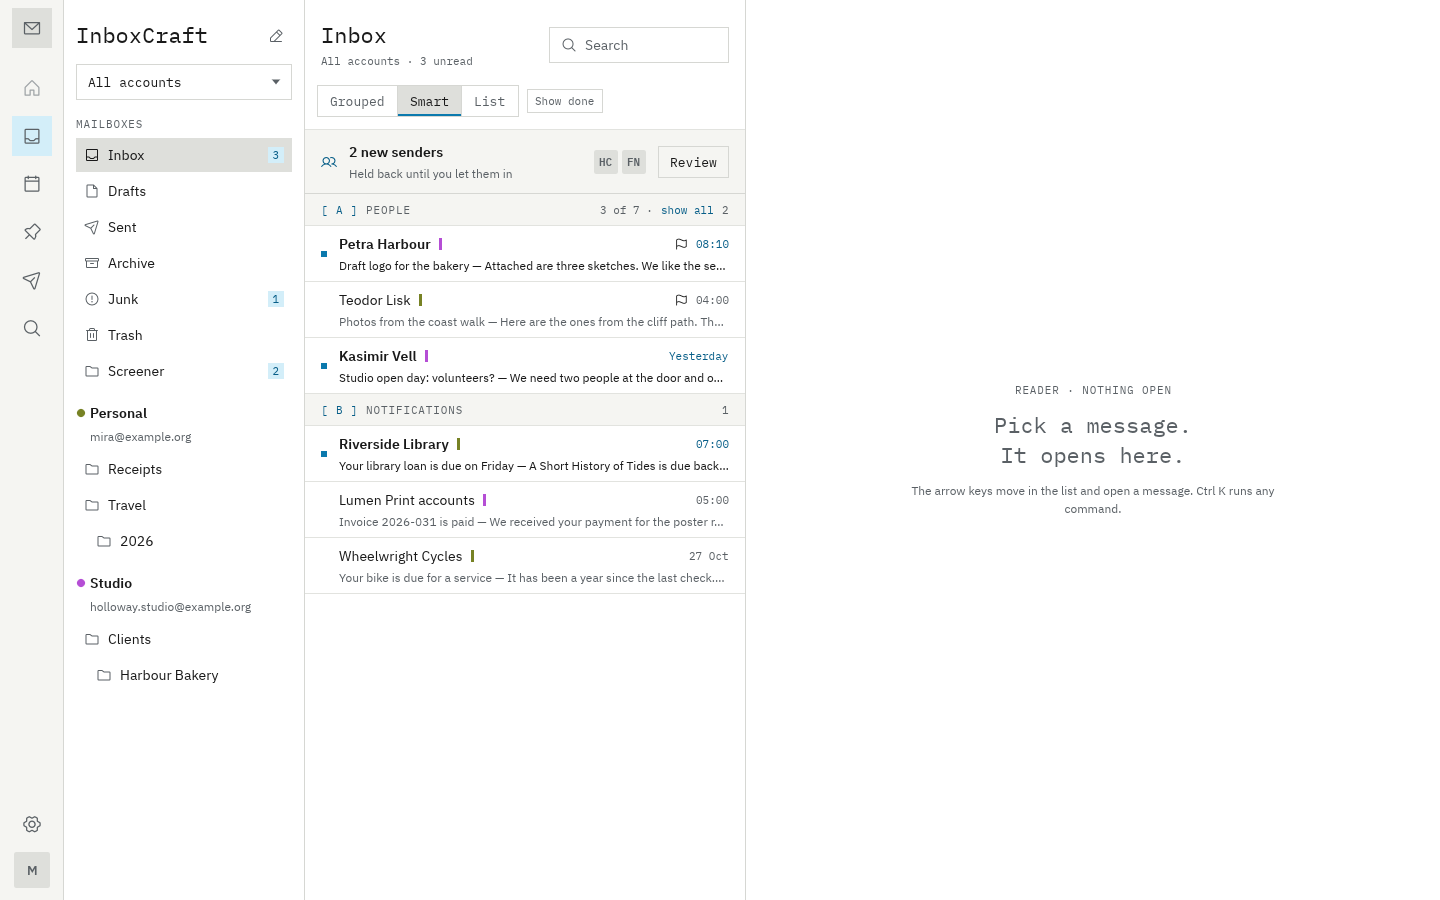 InboxCraft
All accounts
MAILBOXES
Inbox 3
Drafts
Sent
Archive
Junk 1
Trash
Screener 2
Personal
mira@example.org
Receipts
Travel
2026
Studio
holloway.studio@example.org
Clients
Harbour Bakery
M
Inbox
All accounts · 3 unread
Search
Grouped Smart List Show done
2 new senders
Held back until you let them in
HC FN Review
[ A ] PEOPLE 3 of 7 · show all 2
Petra Harbour 08:10
Draft logo for the bakery — Attached are three sketches. We like the se…
Teodor Lisk 04:00
Photos from the coast walk — Here are the ones from the cliff path. Th…
Kasimir Vell Yesterday
Studio open day: volunteers? — We need two people at the door and o…
[ B ] NOTIFICATIONS 1
Riverside Library 07:00
Your library loan is due on Friday — A Short History of Tides is due back…
Lumen Print accounts 05:00
Invoice 2026-031 is paid — We received your payment for the poster r…
Wheelwright Cycles 27 Oct
Your bike is due for a service — It has been a year since the last check.…
READER · NOTHING OPEN
Pick a message.
It opens here.
The arrow keys move in the list and open a message. Ctrl K runs any
command.